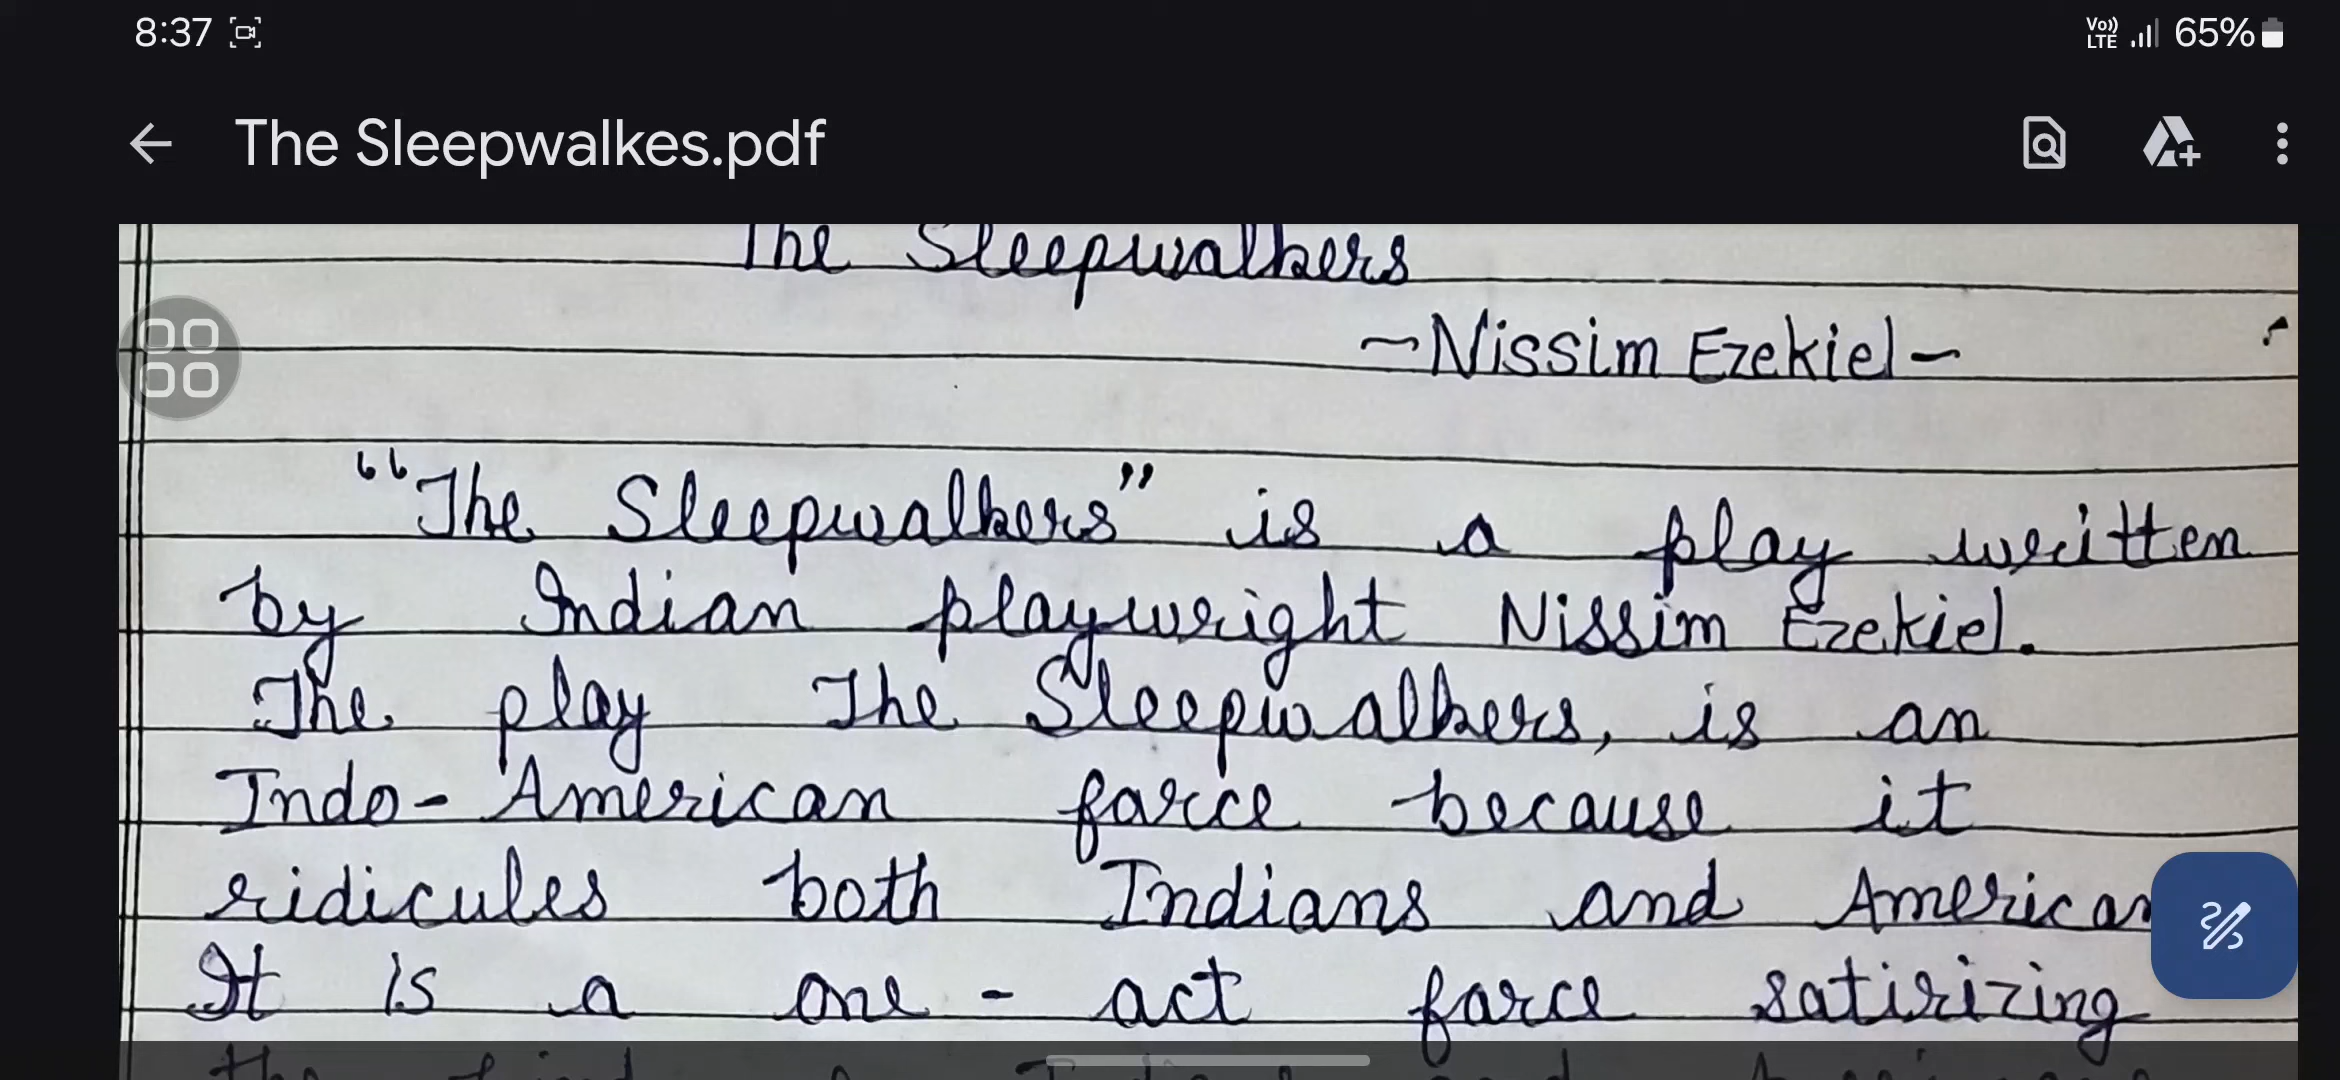 8:37
Vo)) LTE 65%
The Sleepwalkes.pdf
The Sleepwalkers
~Nissim Ezekiel-
"The Sleepwalkers" is a play written
by Indian playwright Nissim Ezekiel.
The play The Sleepwalkers, is an
Indo-American farce because it
ridicules both Indians and American
It is a one-act farce satirizing